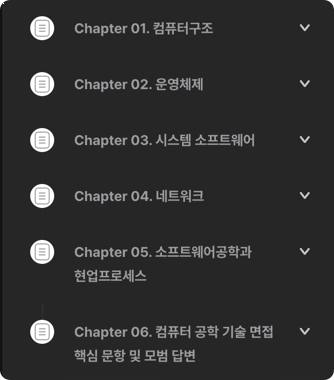 Chapter 01. 컴퓨터구조
Chapter 02. 운영체제
Chapter 03. 시스템 소프트웨어
Chapter 04. 네트워크
Chapter 05. 소프트웨어공학과
현업프로세스
Chapter 06. 컴퓨터 공학 기술 면접
핵심 문항 및 모범 답변